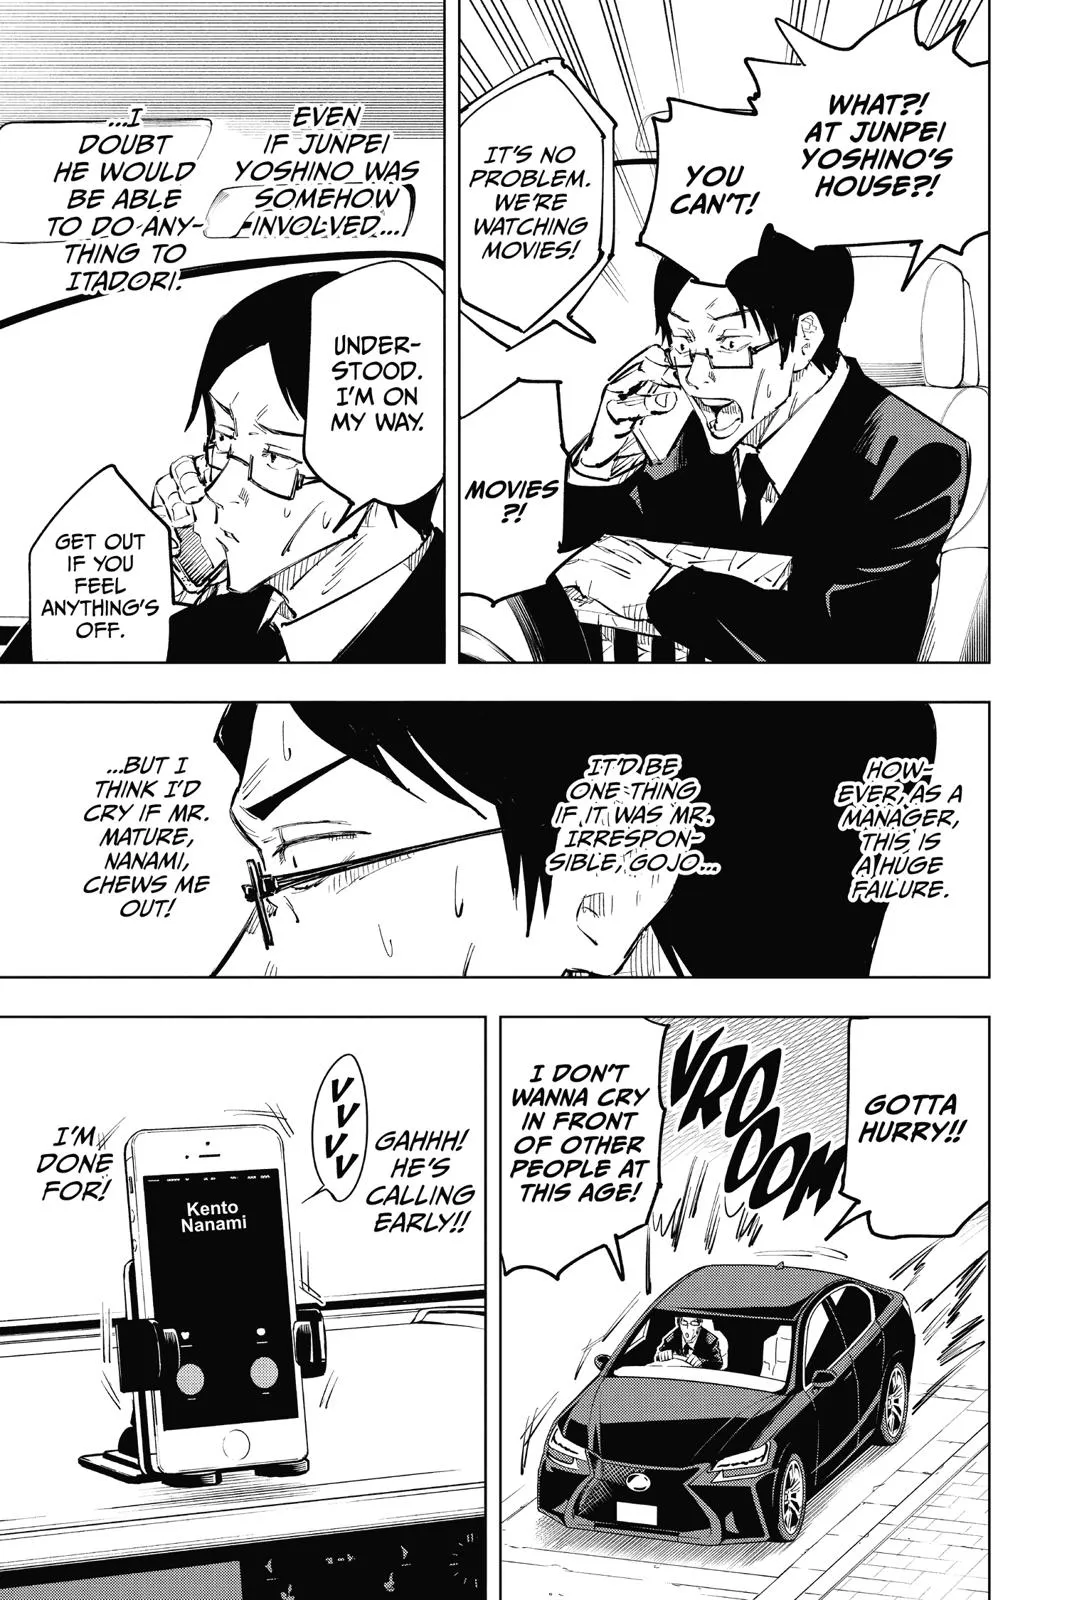 WHAT?!
AT JUNPEI
YOSHINO'S
HOUSE?!
YOU
CAN'T!
IT'S NO
PROBLEM.
WE'RE
WATCHING
MOVIES!
MOVIES
?!
EVEN
IF JUNPEI
YOSHINO WAS
SOMEHOW
INVOLVED...
...I
DOUBT
HE WOULD
BE ABLE
TO DO ANY-
THING TO
ITADORI.
UNDER-
STOOD.
I'M ON
MY WAY.
GET OUT
IF YOU
FEEL
ANYTHING'S
OFF.
HOW-
EVER, AS A
MANAGER,
THIS IS
A HUGE
FAILURE.
IT'D BE
ONE THING
IF IT WAS MR.
IRRESPON-
SIBLE, GOJO...
...BUT I
THINK I'D
CRY IF MR.
MATURE,
NANAMI,
CHEWS ME
OUT!
GOTTA
HURRY!!
VROOOOM
I DON'T
WANNA CRY
IN FRONT
OF OTHER
PEOPLE AT
THIS AGE!
GAHHH!
HE'S
CALLING
EARLY!!
VVVV
Kento
Nanami
I'M
DONE
FOR!